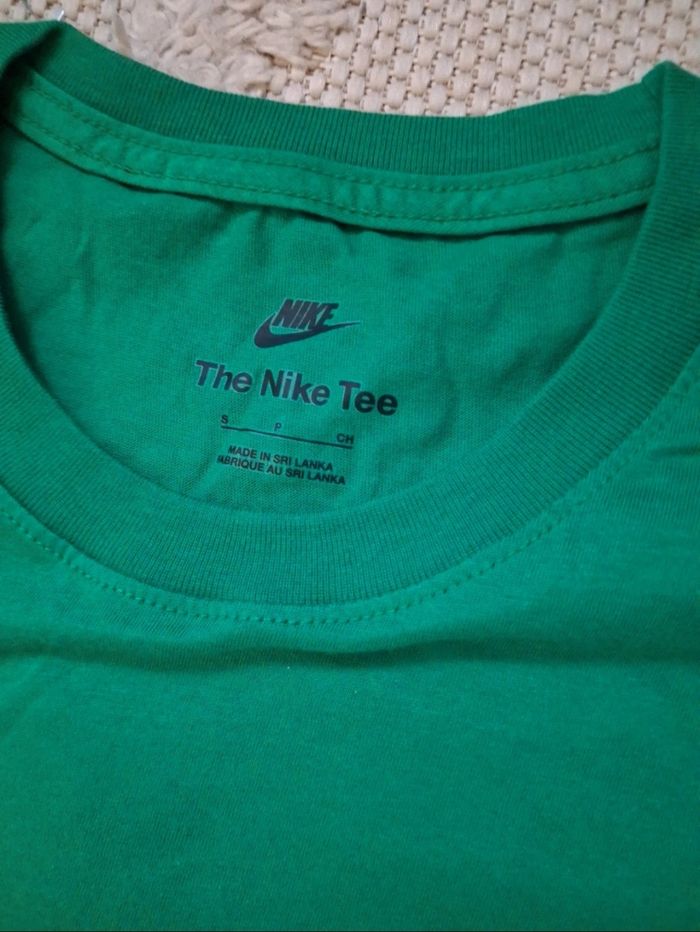 NIKE
The Nike Tee
S P CH
MADE IN SRI LANKA
FABRIQUE AU SRI LANKA